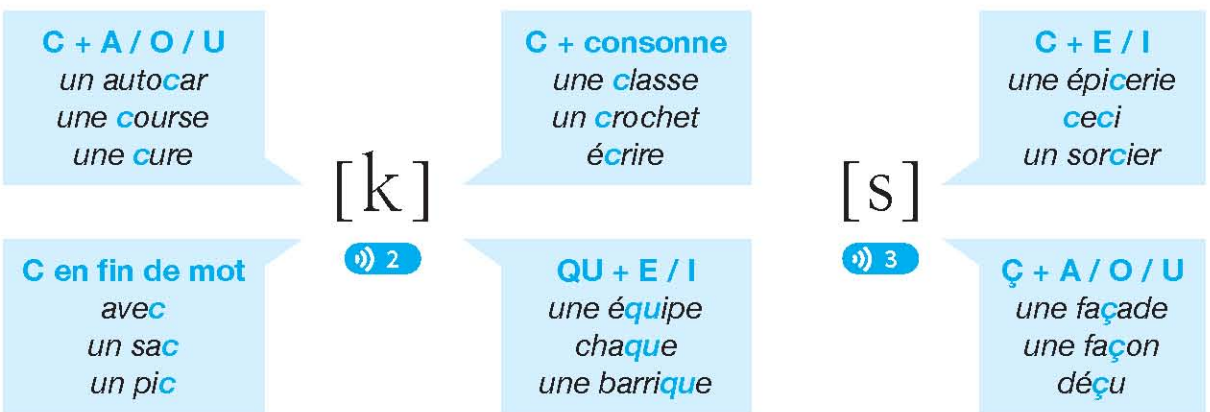 C + A / O / U
un autocar
une course
une cure
C + consonne
une classe
un crochet
écrire
C + E / I
une épicerie
ceci
un sorcier
[k]
2
[s]
3
C en fin de mot
avec
un sac
un pic
QU + E / I
une équipe
chaque
une barrique
Ç + A / O / U
une façade
une façon
déçu